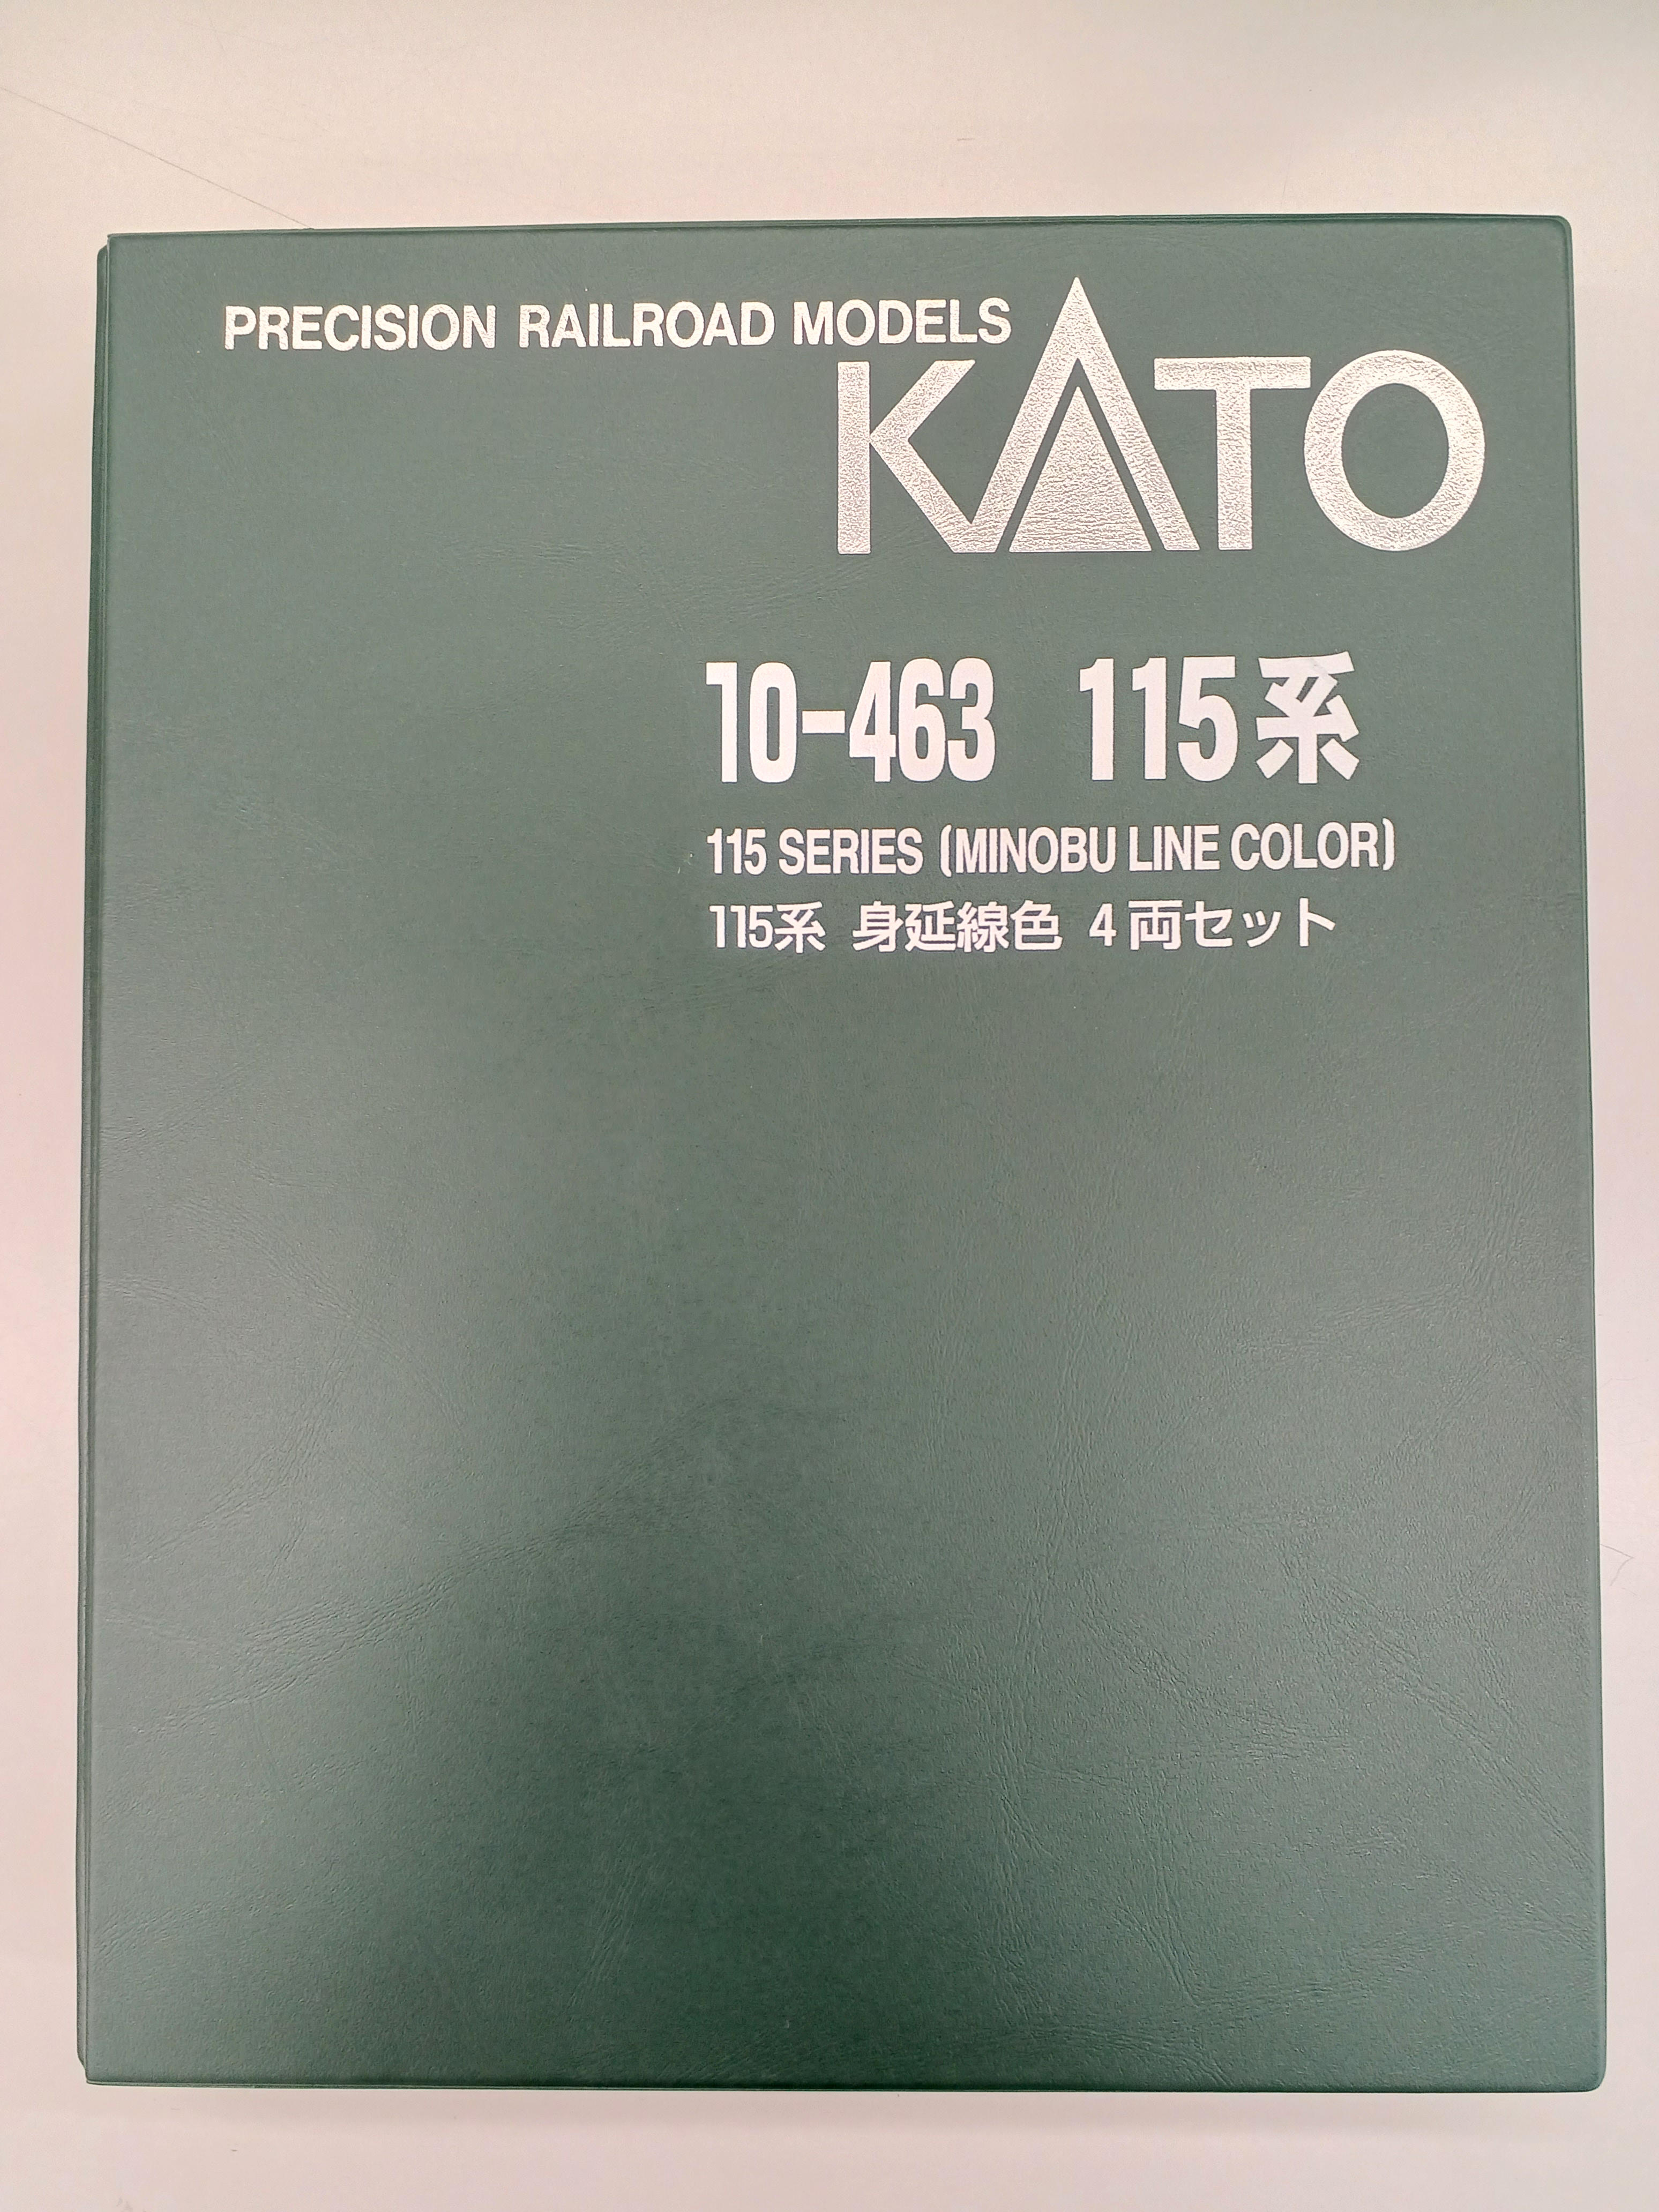 PRECISION RAILROAD MODELS
KATO
10-463 115系
115 SERIES (MINOBU LINE COLOR)
115系 身延線色 4両セット